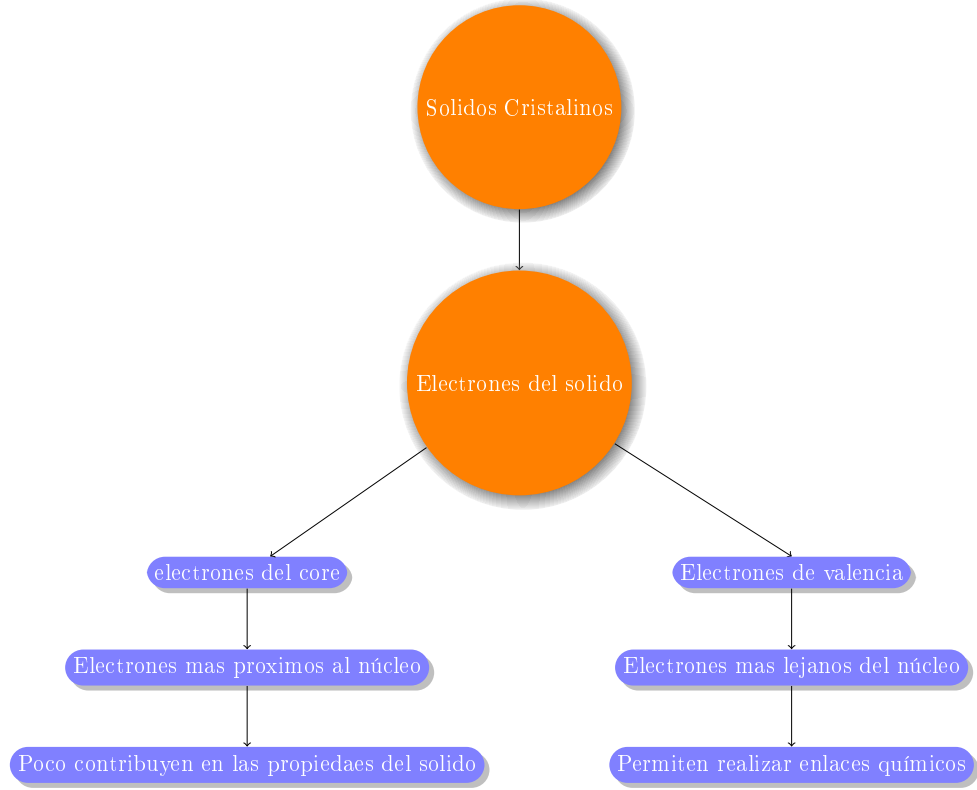 Solidos Cristalinos
Electrones del solido
electrones del core
Electrones de valencia
Electrones mas proximos al núcleo
Electrones mas lejanos del núcleo
Poco contribuyen en las propiedaes del solido
Permiten realizar enlaces químicos